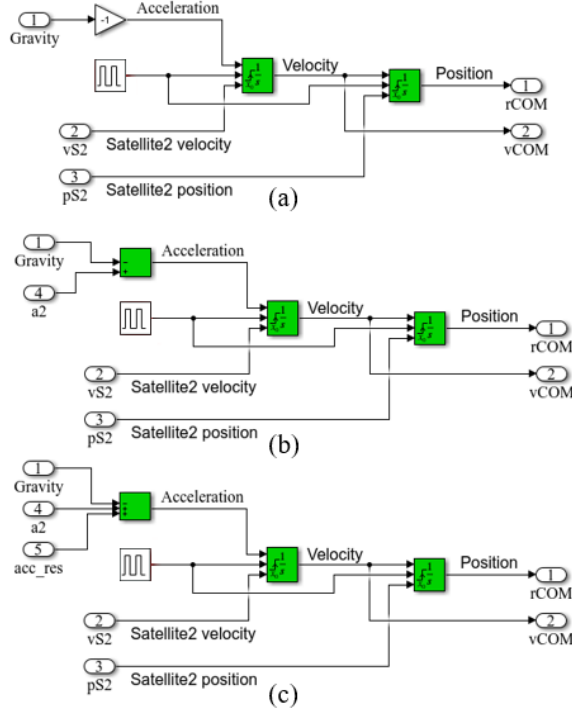 1
Acceleration
Gravity
-1
Velocity
Position
1
rCOM
2
vS2
Satellite2 velocity
2
vCOM
3
pS2
Satellite2 position
(a)
1
Acceleration
Gravity
4
a2
Velocity
Position
1
rCOM
2
vS2
Satellite2 velocity
2
vCOM
3
pS2
Satellite2 position
(b)
1
Acceleration
Gravity
4
a2
5
acc_res
Velocity
Position
1
rCOM
2
vS2
Satellite2 velocity
2
vCOM
3
pS2
Satellite2 position
(c)